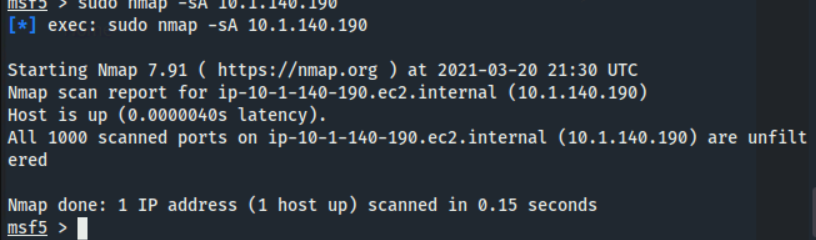 msf5 > sudo nmap -sA 10.1.140.190
[*] exec: sudo nmap -sA 10.1.140.190
Starting Nmap 7.91 ( https://nmap.org ) at 2021-03-20 21:30 UTC
Nmap scan report for ip-10-1-140-190.ec2.internal (10.1.140.190)
Host is up (0.0000040s latency).
All 1000 scanned ports on ip-10-1-140-190.ec2.internal (10.1.140.190) are unfilt
ered
Nmap done: 1 IP address (1 host up) scanned in 0.15 seconds
msf5 >